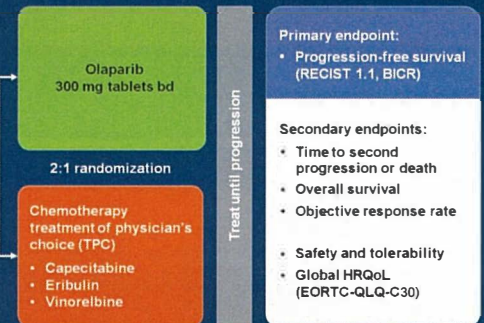 Olaparib
300 mg tablets bd
2:1 randomization
Chemotherapy
treatment of physician's
choice (TPC)
• Capecitabine
• Eribulin
• Vinorelbine
Treat until progression
Primary endpoint:
• Progression-free survival
(RECIST 1.1, BICR)
Secondary endpoints:
• Time to second
progression or death
• Overall survival
• Objective response rate
• Safety and tolerability
• Global HRQoL
(EORTC-QLQ-C30)